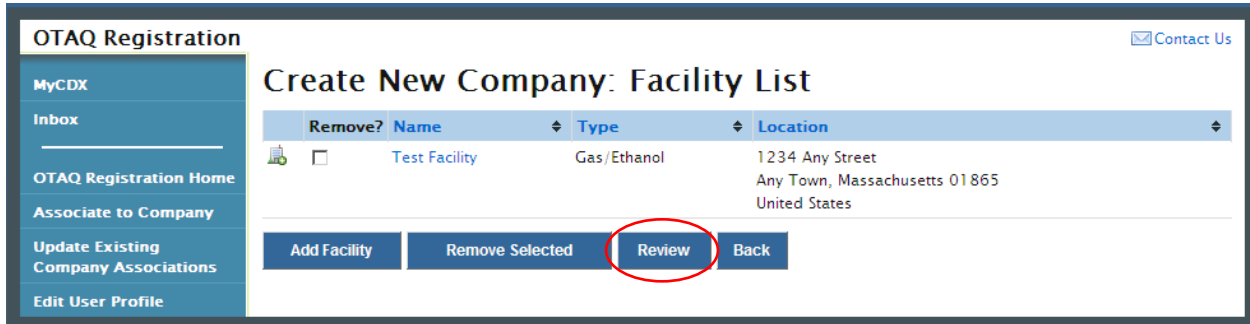 OTAQ Registration
Contact Us
MyCDX
Inbox
OTAQ Registration Home
Associate to Company
Update Existing
Company Associations
Edit User Profile
Create New Company: Facility List
Remove? Name Type Location
Test Facility Gas/Ethanol 1234 Any Street
Any Town, Massachusetts 01865
United States
Add Facility Remove Selected Review Back